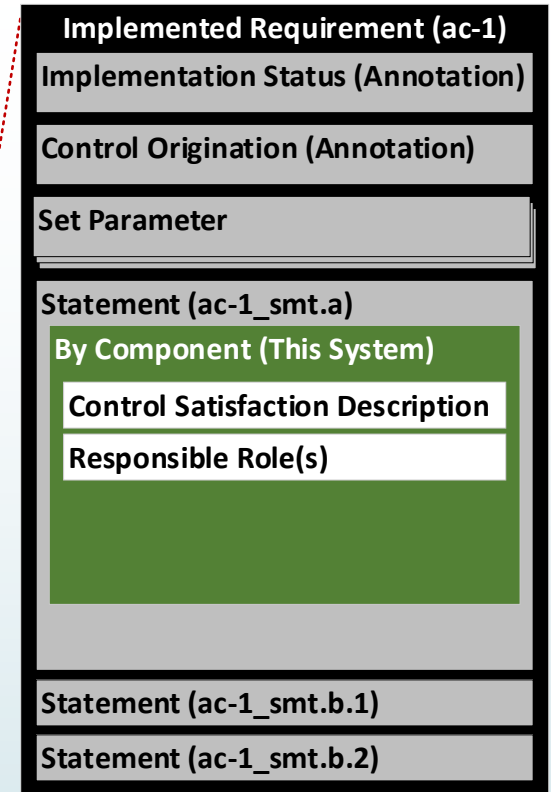 Implemented Requirement (ac-1)
Implementation Status (Annotation)
Control Origination (Annotation)
Set Parameter
Statement (ac-1_smt.a)
By Component (This System)
Control Satisfaction Description
Responsible Role(s)
Statement (ac-1_smt.b.1)
Statement (ac-1_smt.b.2)